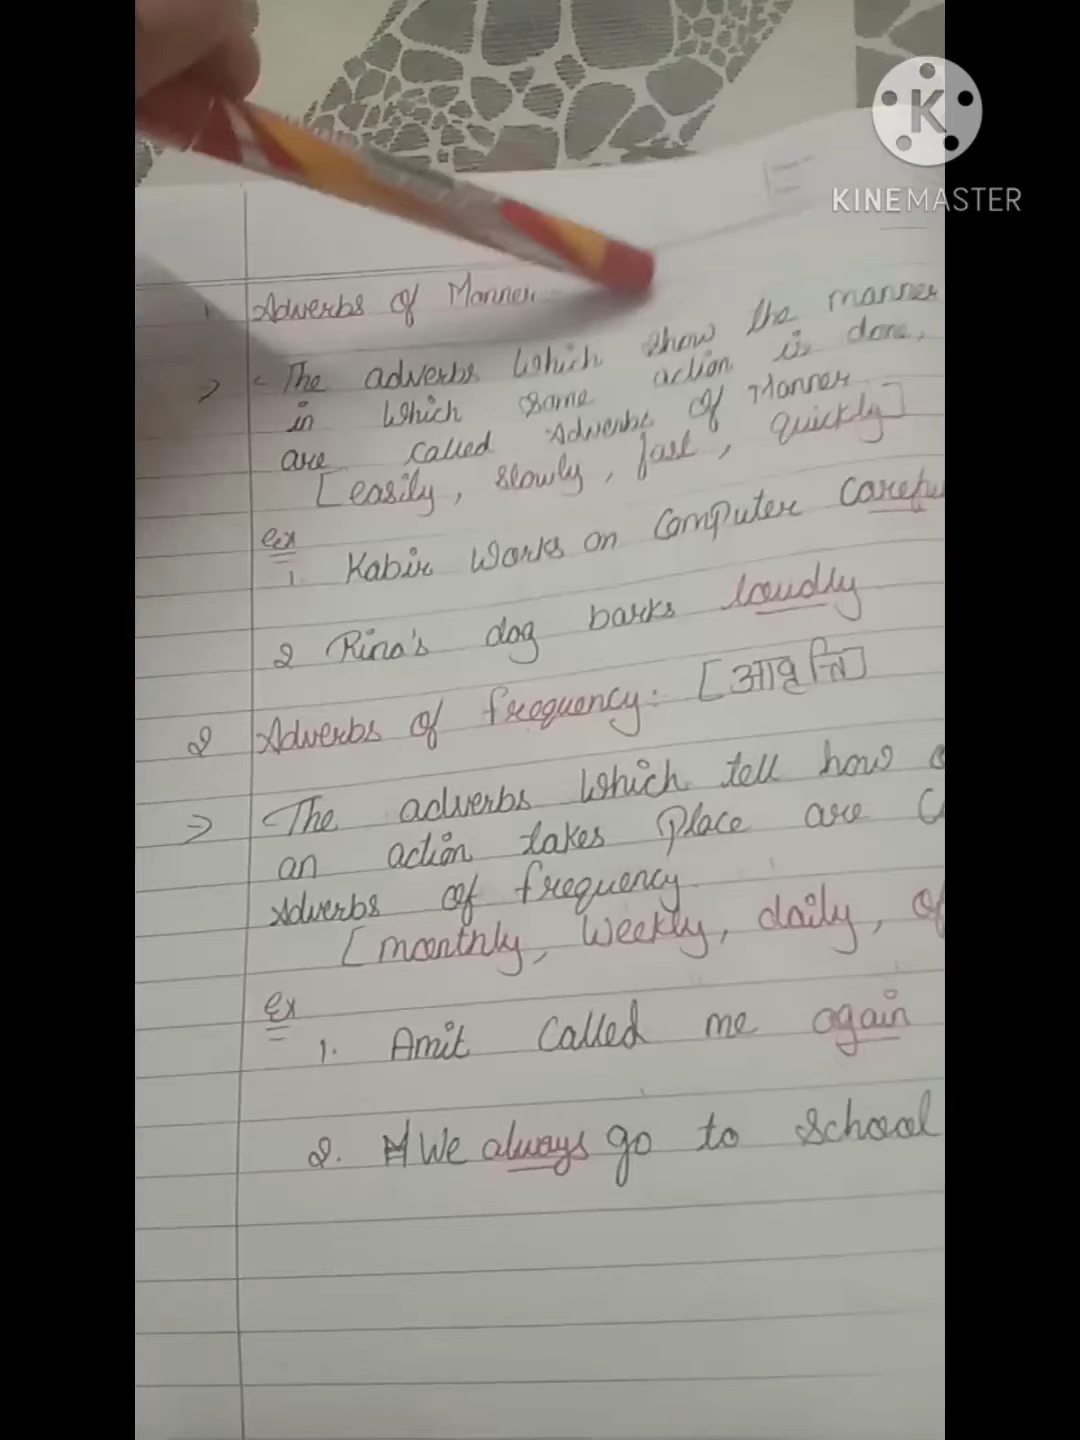 KINEMASTER
1. Adverbs of Manner
→ The adverbs which show the manner
in which some action is done,
are called Adverbs of Manner
[easily, slowly, fast, quickly]
Ex
1. Kabir works on Computer
2 Rina's dog barks loudly
2 Adverbs of frequency: [आवृत्ति]
⇒ The adverbs which tell how
an action takes place are
Adverbs of frequency
[monthly, weekly, daily,
Ex
1. Amit called me again
2. We always go to school